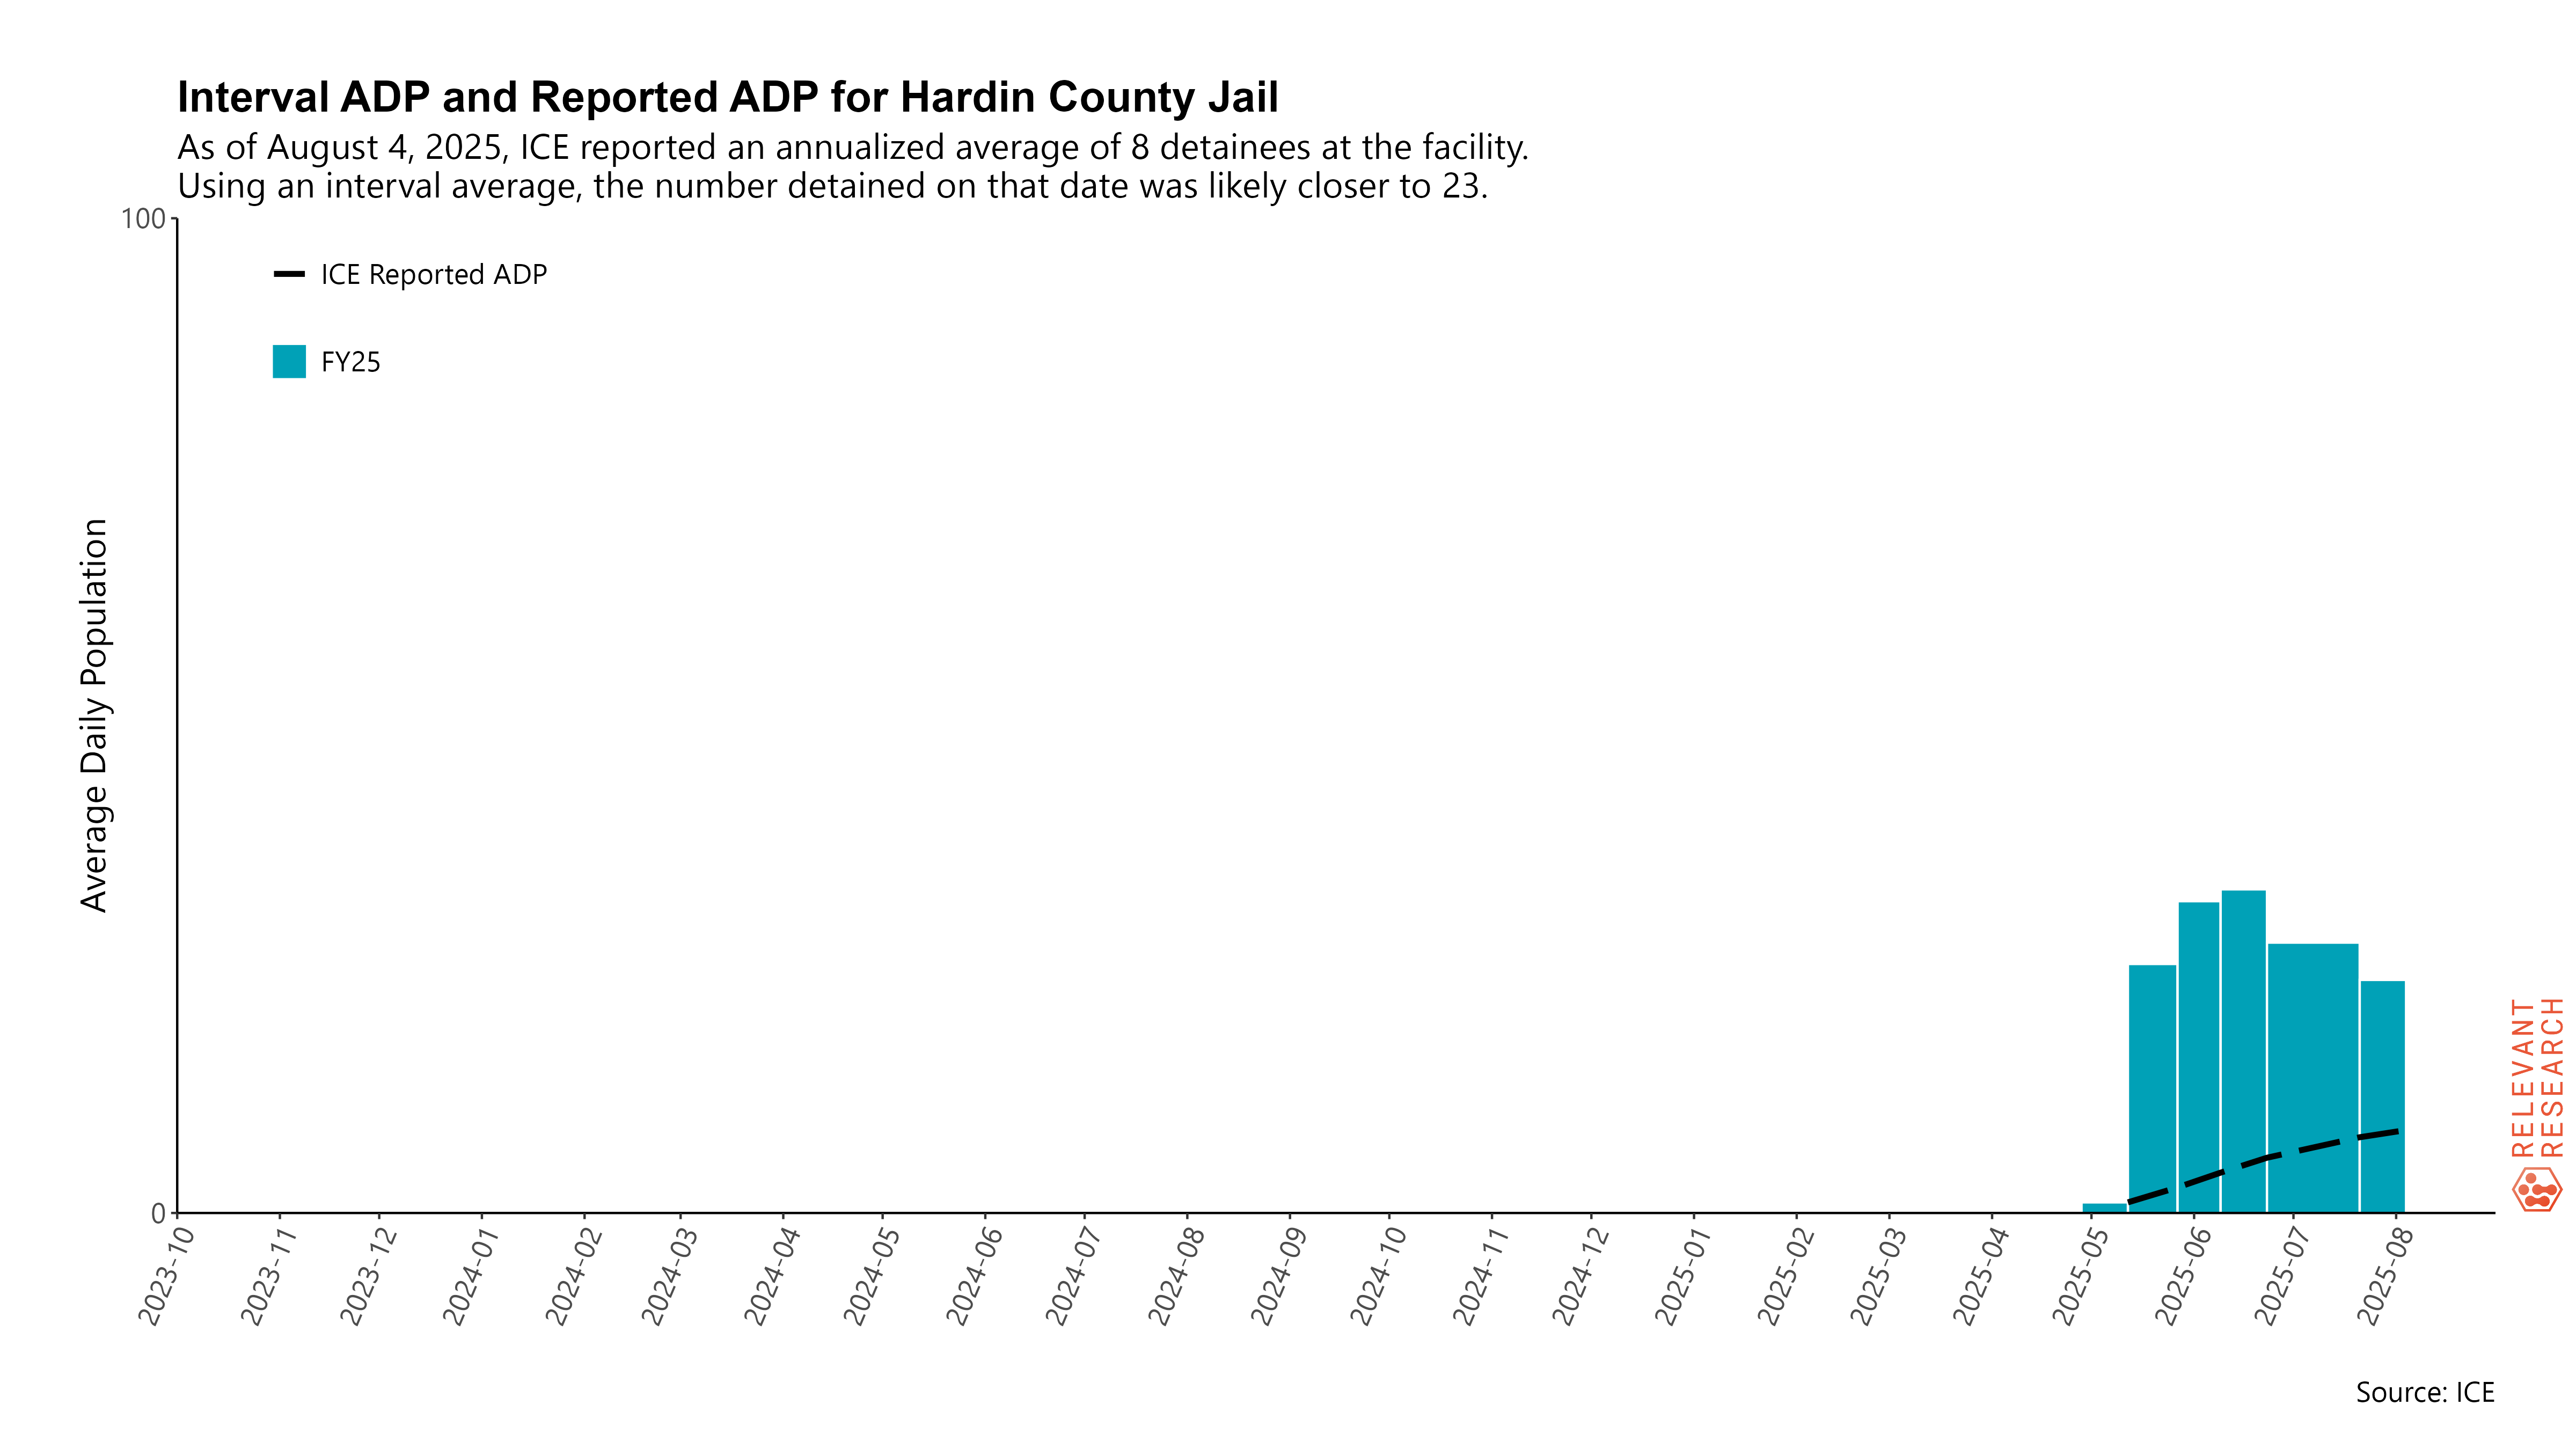 Interval ADP and Reported ADP for Hardin County Jail
As of August 4, 2025, ICE reported an annualized average of 8 detainees at the facility.
Using an interval average, the number detained on that date was likely closer to 23.
100
ICE Reported ADP
FY25
Average Daily Population
0
2023-10
2023-11
2023-12
2024-01
2024-02
2024-03
2024-04
2024-05
2024-06
2024-07
2024-08
2024-09
2024-10
2024-11
2024-12
2025-01
2025-02
2025-03
2025-04
2025-05
2025-06
2025-07
2025-08
RELEVANT
RESEARCH
Source: ICE